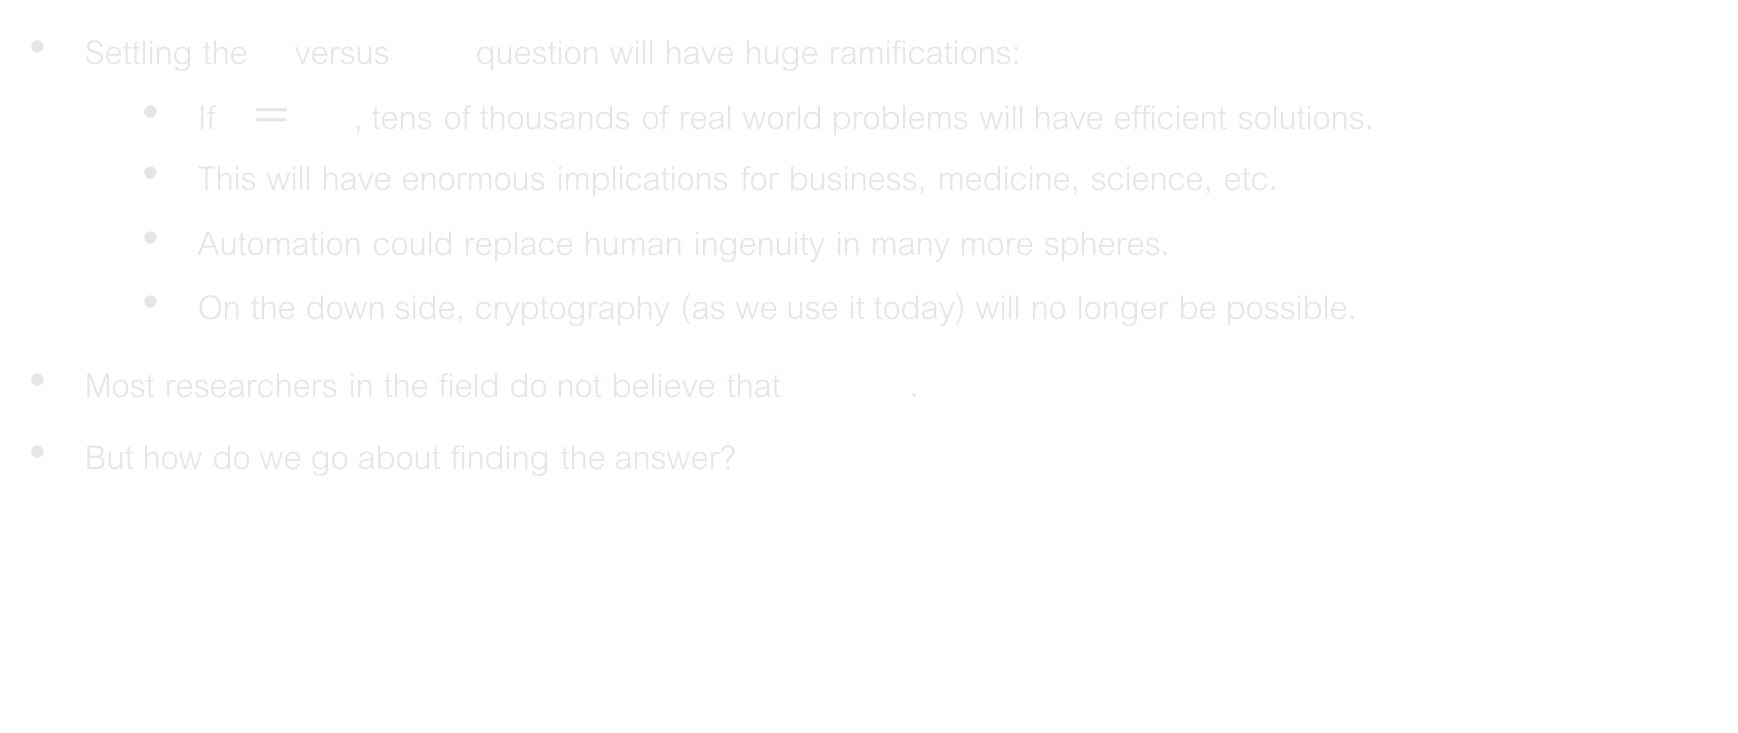 • Settling the versus question will have huge ramifications:
• If = , tens of thousands of real world problems will have efficient solutions.
• This will have enormous implications for business, medicine, science, etc.
• Automation could replace human ingenuity in many more spheres.
• On the down side, cryptography (as we use it today) will no longer be possible.
• Most researchers in the field do not believe that .
• But how do we go about finding the answer?